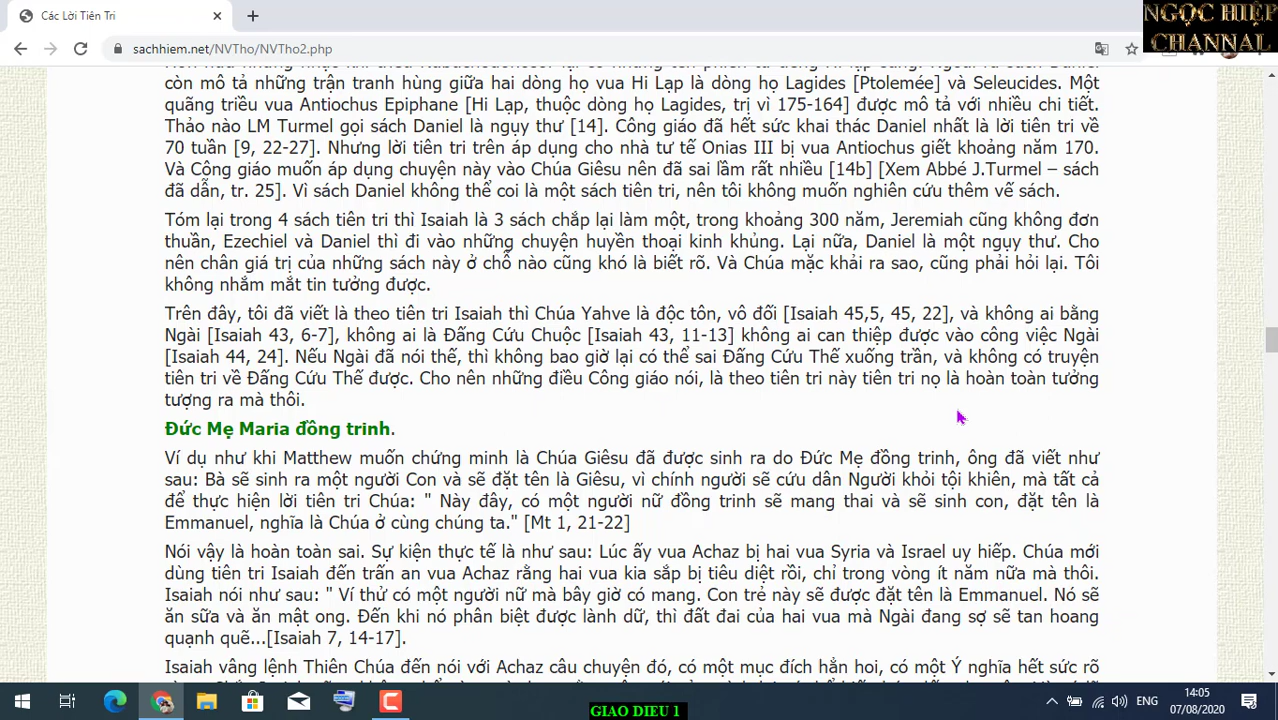 Các Lời Tiên Tri
NGỌC HIỆP
CHANNAL
sachhiem.net/NVTho/NVTho2.php
còn mô tả những trận tranh hùng giữa hai dòng họ vua Hi Lạp là dòng họ Lagides [Ptolemée] và Seleucides. Một
quãng triều vua Antiochus Epiphane [Hi Lạp, thuộc dòng họ Lagides, trị vì 175-164] được mô tả với nhiều chi tiết.
Thảo nào LM Turmel gọi sách Daniel là ngụy thư [14]. Công giáo đã hết sức khai thác Daniel nhất là lời tiên tri về
70 tuần [9, 22-27]. Nhưng lời tiên tri trên áp dụng cho nhà tư tế Onias III bị vua Antiochus giết khoảng năm 170.
Và Công giáo muốn áp dụng chuyện này vào Chúa Giêsu nên đã sai lầm rất nhiều [14b] [Xem Abbé J.Turmel – sách
đã dẫn, tr. 25]. Vì sách Daniel không thể coi là một sách tiên tri, nên tôi không muốn nghiên cứu thêm về sách.
Tóm lại trong 4 sách tiên tri thì Isaiah là 3 sách chắp lại làm một, trong khoảng 300 năm, Jeremiah cũng không đơn
thuần, Ezechiel và Daniel thì đi vào những chuyện huyền thoại kinh khủng. Lại nữa, Daniel là một ngụy thư. Cho
nên chân giá trị của những sách này ở chỗ nào cũng khó là biết rõ. Và Chúa mặc khải ra sao, cũng phải hỏi lại. Tôi
không nhắm mắt tin tưởng được.
Trên đây, tôi đã viết là theo tiên tri Isaiah thì Chúa Yahve là độc tôn, vô đối [Isaiah 45,5, 45, 22], và không ai bằng
Ngài [Isaiah 43, 6-7], không ai là Đấng Cứu Chuộc [Isaiah 43, 11-13] không ai can thiệp được vào công việc Ngài
[Isaiah 44, 24]. Nếu Ngài đã nói thế, thì không bao giờ lại có thể sai Đấng Cứu Thế xuống trần, và không có truyện
tiên tri về Đấng Cứu Thế được. Cho nên những điều Công giáo nói, là theo tiên tri này tiên tri nọ là hoàn toàn tưởng
tượng ra mà thôi.
Đức Mẹ Maria đồng trinh.
Ví dụ như khi Matthew muốn chứng minh là Chúa Giêsu đã được sinh ra do Đức Mẹ đồng trinh, ông đã viết như
sau: Bà sẽ sinh ra một người Con và sẽ đặt tên là Giêsu, vì chính người sẽ cứu dân Người khỏi tội khiên, mà tất cả
để thực hiện lời tiên tri Chúa: " Này đây, có một người nữ đồng trinh sẽ mang thai và sẽ sinh con, đặt tên là
Emmanuel, nghĩa là Chúa ở cùng chúng ta." [Mt 1, 21-22]
Nói vậy là hoàn toàn sai. Sự kiện thực tế là như sau: Lúc ấy vua Achaz bị hai vua Syria và Israel uy hiếp. Chúa mới
dùng tiên tri Isaiah đến trấn an vua Achaz rằng hai vua kia sắp bị tiêu diệt rồi, chỉ trong vòng ít năm nữa mà thôi.
Isaiah nói như sau: " Ví thử có một người nữ mà bây giờ có mang. Con trẻ này sẽ được đặt tên là Emmanuel. Nó sẽ
ăn sữa và ăn mật ong. Đến khi nó phân biệt được lành dữ, thì đất đai của hai vua mà Ngài đang sợ sẽ tan hoang
quạnh quẽ...[Isaiah 7, 14-17].
Isaiah vâng lệnh Thiên Chúa đến nói với Achaz câu chuyện đó, có một mục đích hẳn hoi, có một Ý nghĩa hết sức rõ
ENG
14:05
07/08/2020
GIAO DIEU 1